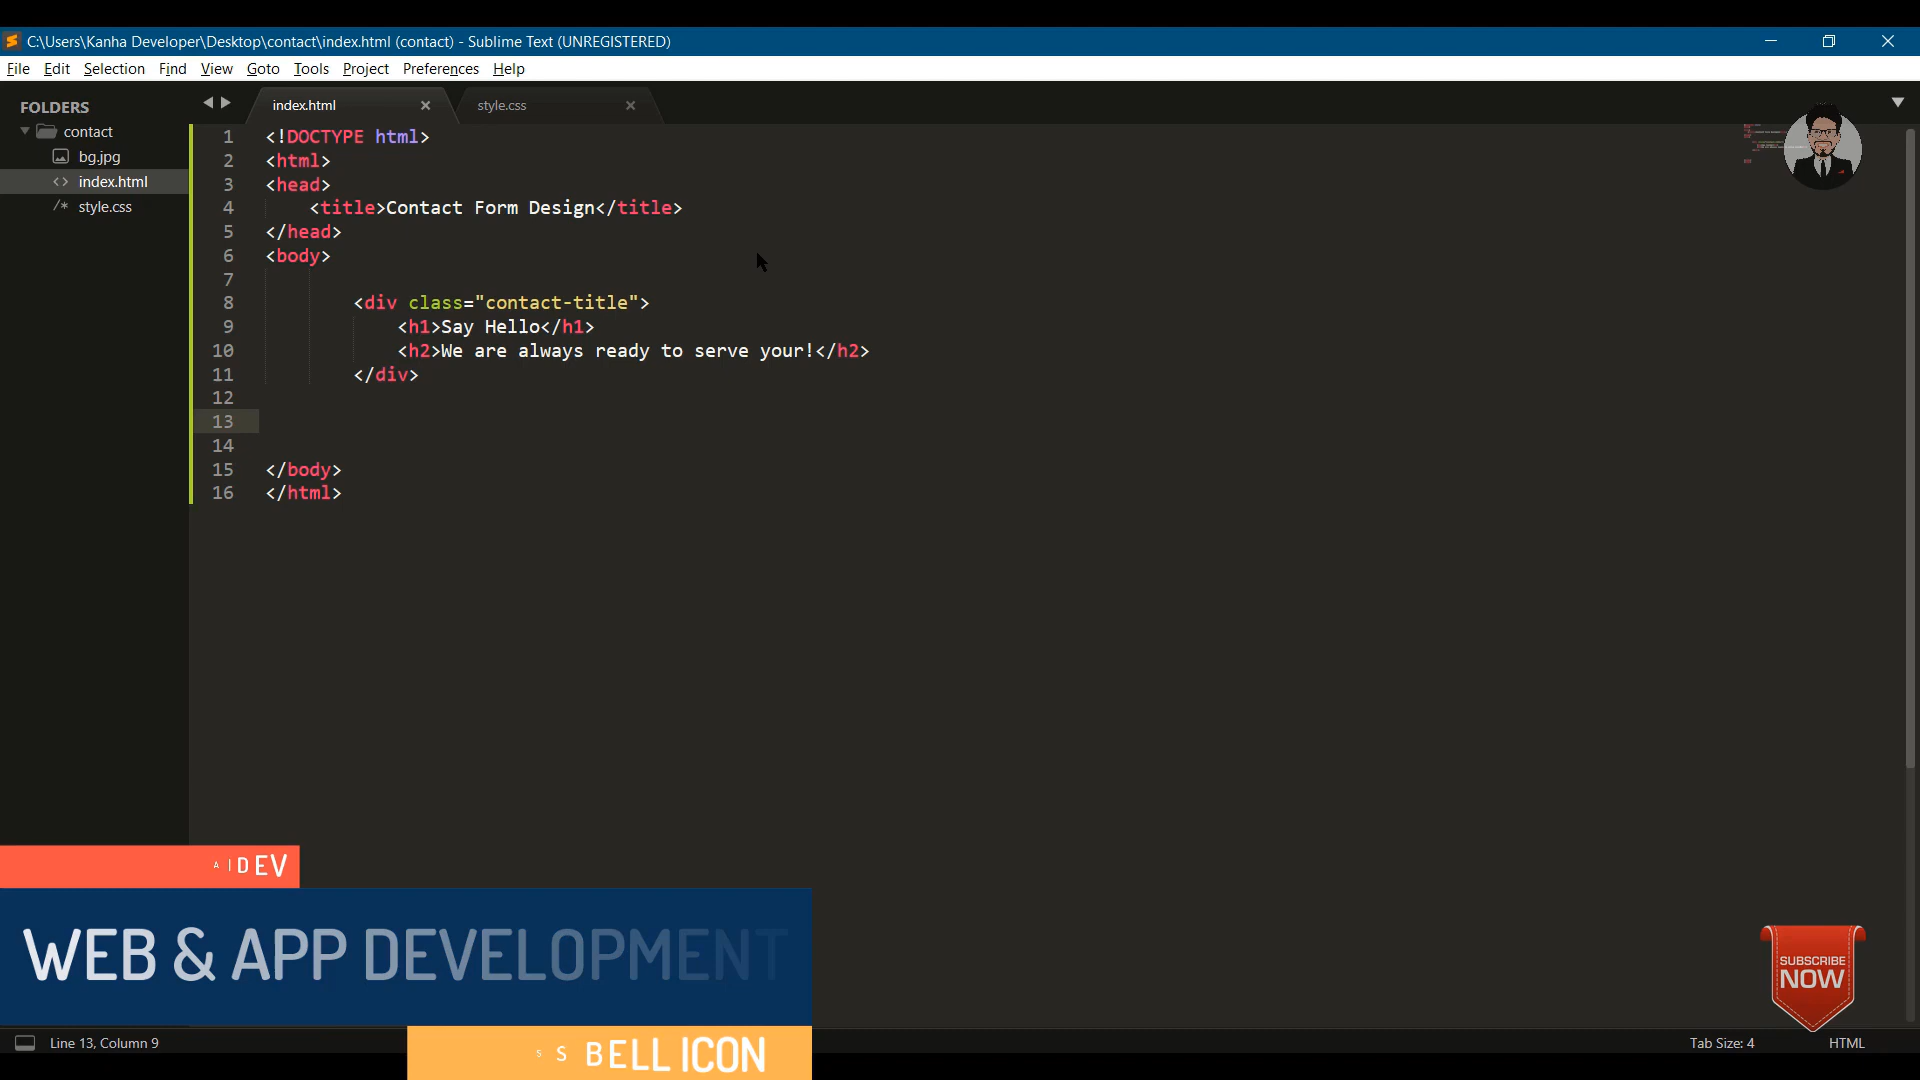 C:\Users\Kanha Developer\Desktop\contact\index.html (contact) - Sublime Text (UNREGISTERED)
File Edit Selection Find View Goto Tools Project Preferences Help
FOLDERS
contact
bg.jpg
<> index.html
/* style.css
index.html × style.css ×
1 <!DOCTYPE html>
2 <html>
3 <head>
4 <title>Contact Form Design</title>
5 </head>
6 <body>
7
8 <div class="contact-title">
9 <h1>Say Hello</h1>
10 <h2>We are always ready to serve your!</h2>
11 </div>
12
13
14
15 </body>
16 </html>
A I DEV
WEB & APP DEVELOPMENT
S S BELL ICON
SUBSCRIBE
NOW
Line 13, Column 9
Tab Size: 4 HTML